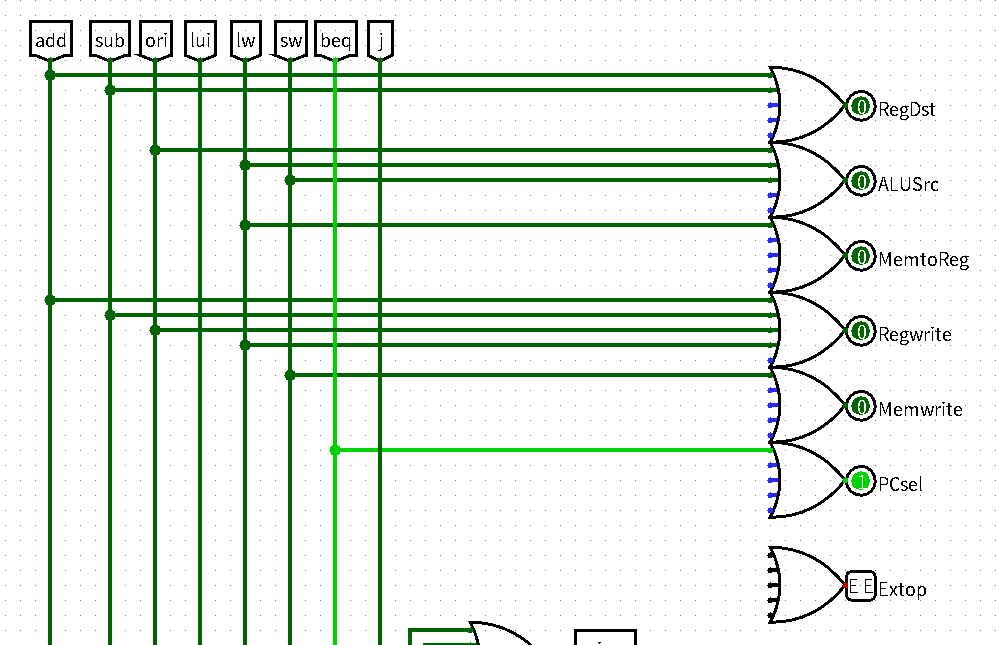 add sub ori lui lw sw beq j
0 RegDst
0 ALUSrc
0 MemtoReg
0 Regwrite
0 Memwrite
1 PCsel
E E Extop